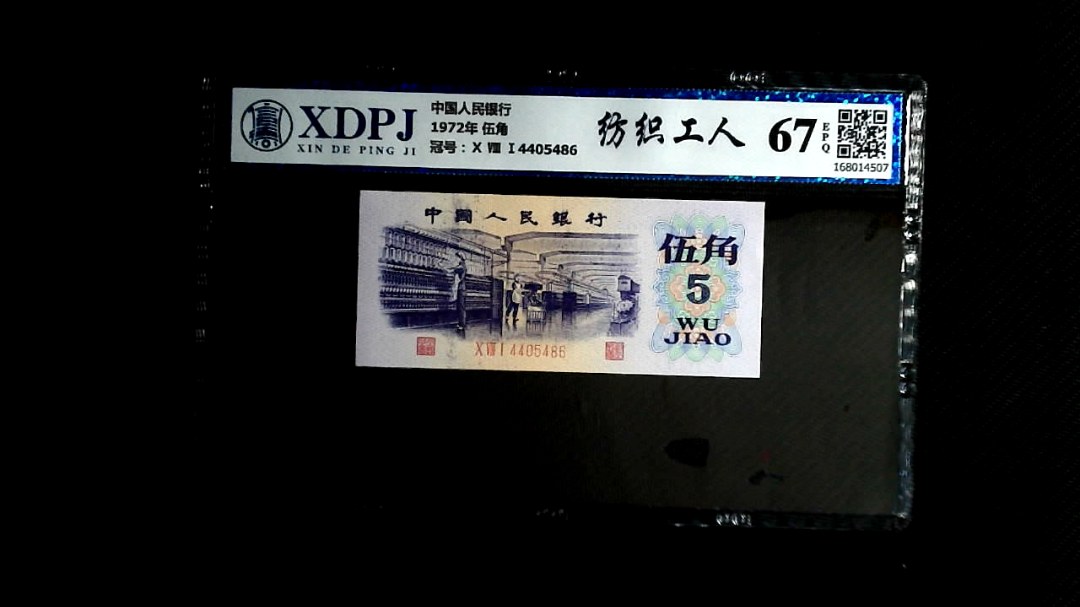 XDPJ
XIN DE PING JI
中国人民银行
1972年 伍角
冠号：X Ⅷ Ⅰ 4405486
纺织工人
67
EPQ
168014507
中國人民銀行
伍角
5
WU
JIAO
X Ⅷ Ⅰ 4405486